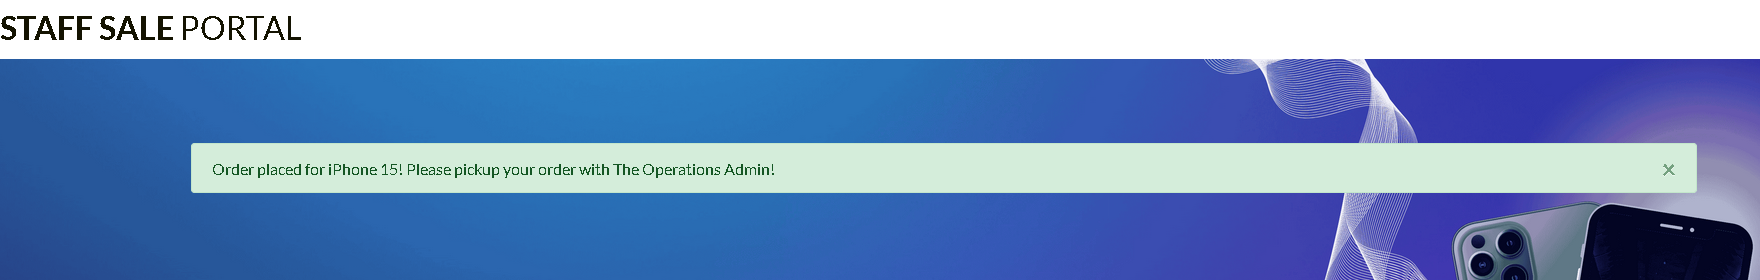 STAFF SALE PORTAL
Order placed for iPhone 15! Please pickup your order with The Operations Admin!
×